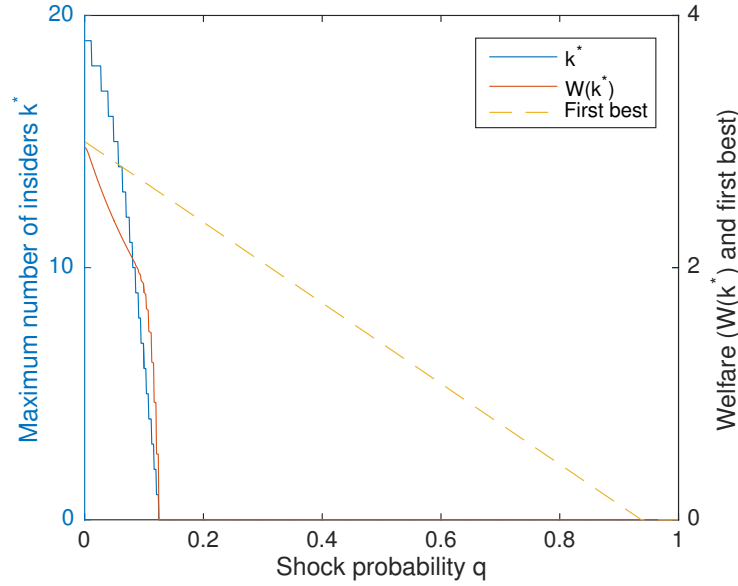 20
10
0
Maximum number of insiders k*
k*
W(k*)
First best
4
2
0
Welfare (W(k*) and first best)
0 0.2 0.4 0.6 0.8 1
Shock probability q